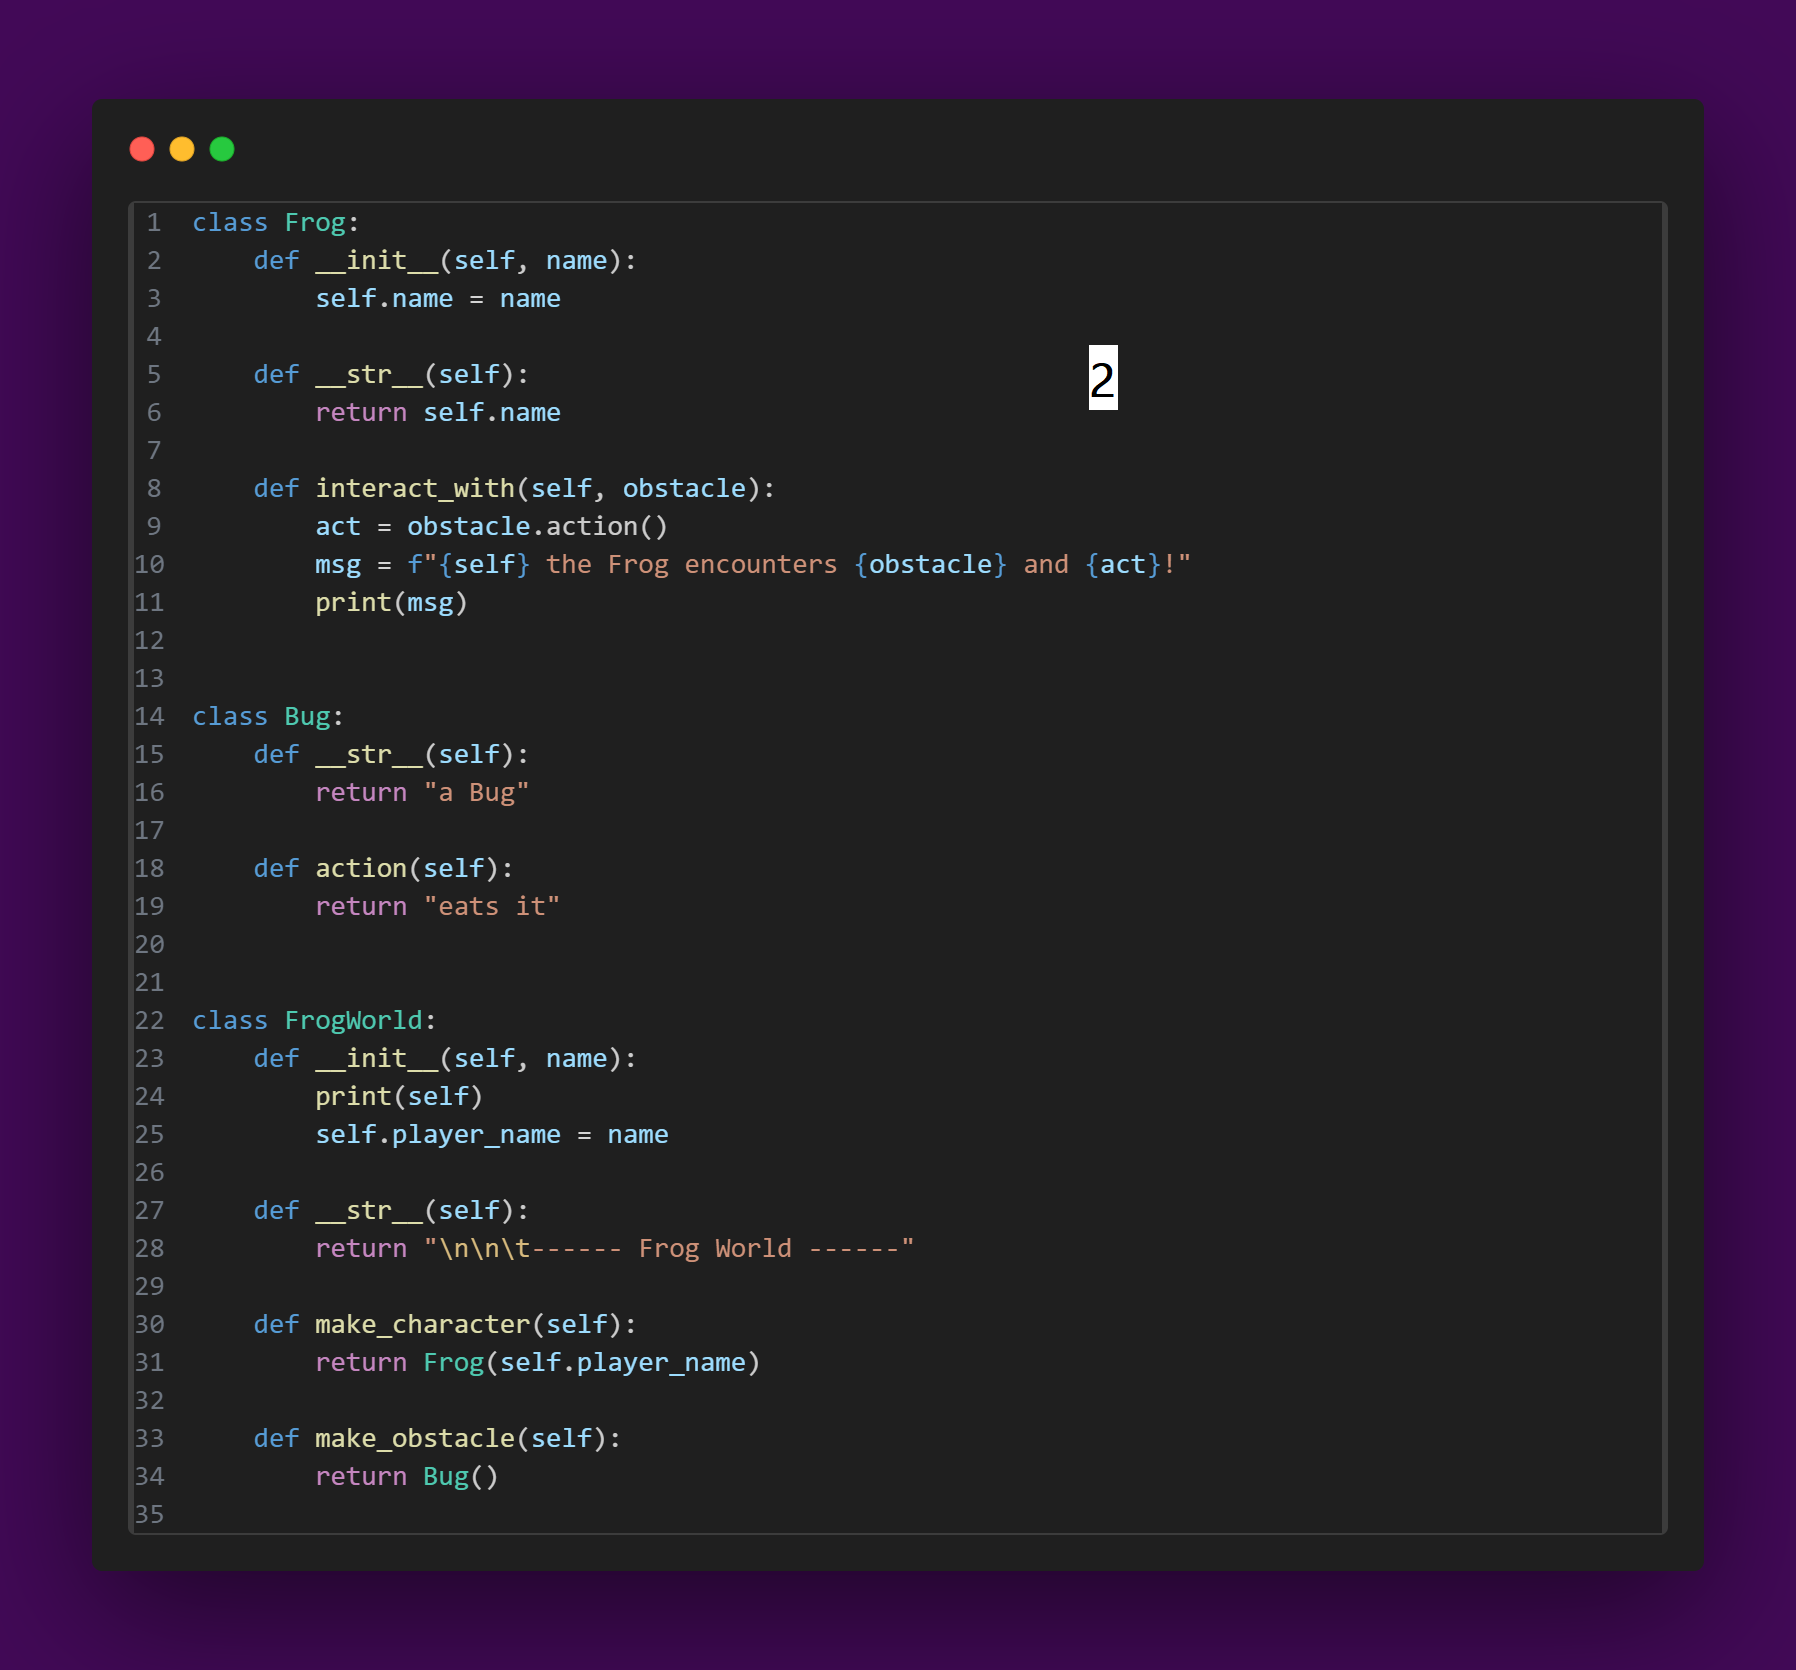 1 class Frog:
2     def __init__(self, name):
3         self.name = name
4
5     def __str__(self):
6         return self.name
7
8     def interact_with(self, obstacle):
9         act = obstacle.action()
10         msg = f"{self} the Frog encounters {obstacle} and {act}!"
11         print(msg)
12
13
14 class Bug:
15     def __str__(self):
16         return "a Bug"
17
18     def action(self):
19         return "eats it"
20
21
22 class FrogWorld:
23     def __init__(self, name):
24         print(self)
25         self.player_name = name
26
27     def __str__(self):
28         return "\n\n\t------ Frog World ------"
29
30     def make_character(self):
31         return Frog(self.player_name)
32
33     def make_obstacle(self):
34         return Bug()
35
2